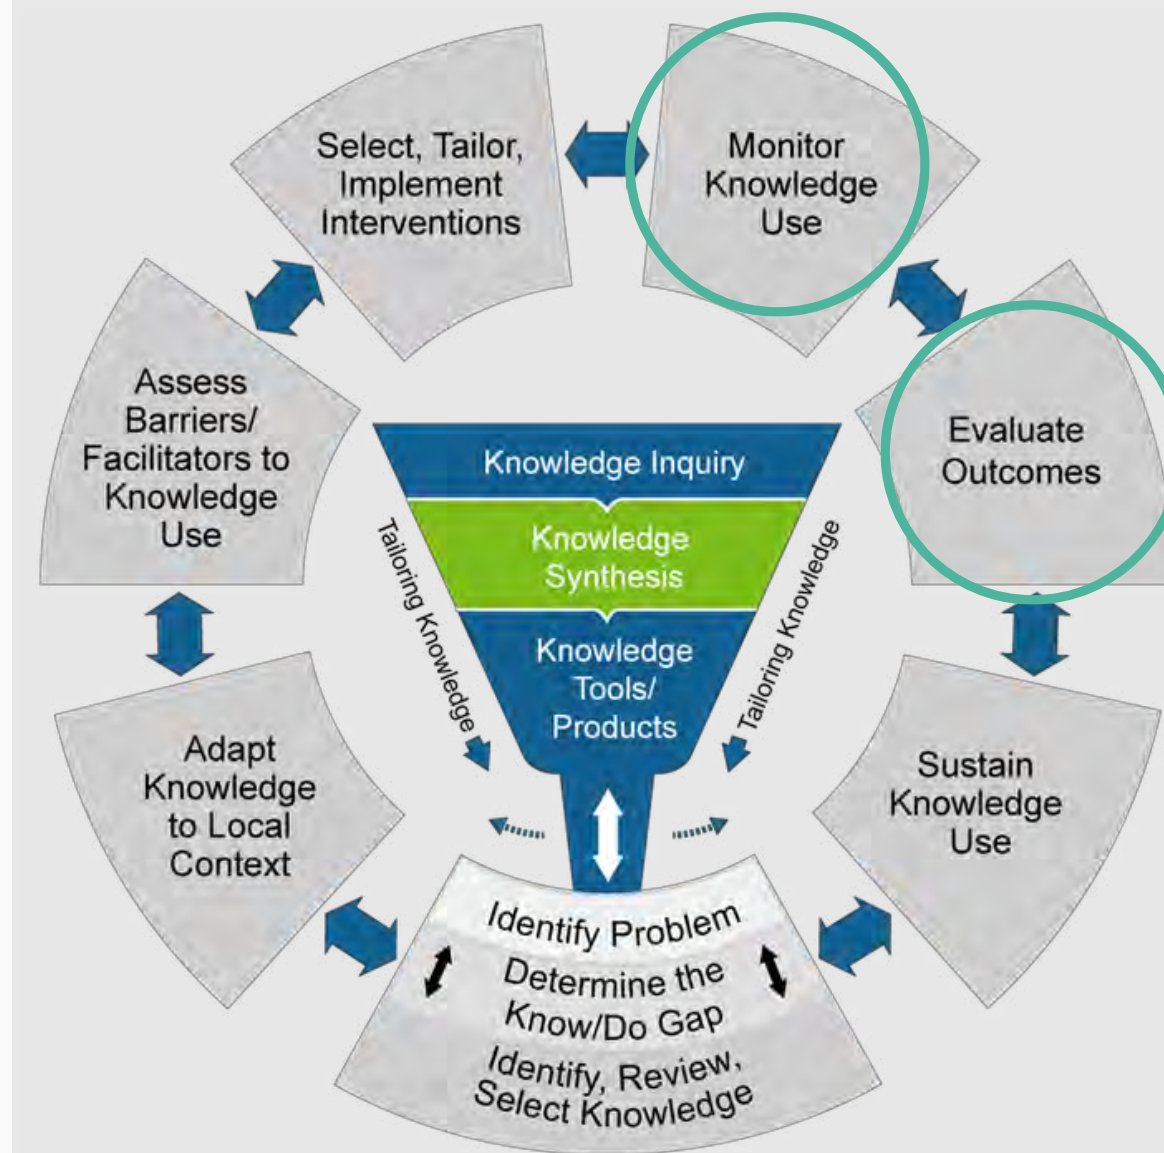 Select, Tailor,
Implement
Interventions
Monitor
Knowledge
Use
Assess
Barriers/
Facilitators to
Knowledge
Use
Evaluate
Outcomes
Knowledge Inquiry
Knowledge
Synthesis
Knowledge
Tools/
Products
Tailoring Knowledge
Tailoring Knowledge
Adapt
Knowledge
to Local
Context
Sustain
Knowledge
Use
Identify Problem
Determine the
Know/Do Gap
Identify, Review,
Select Knowledge